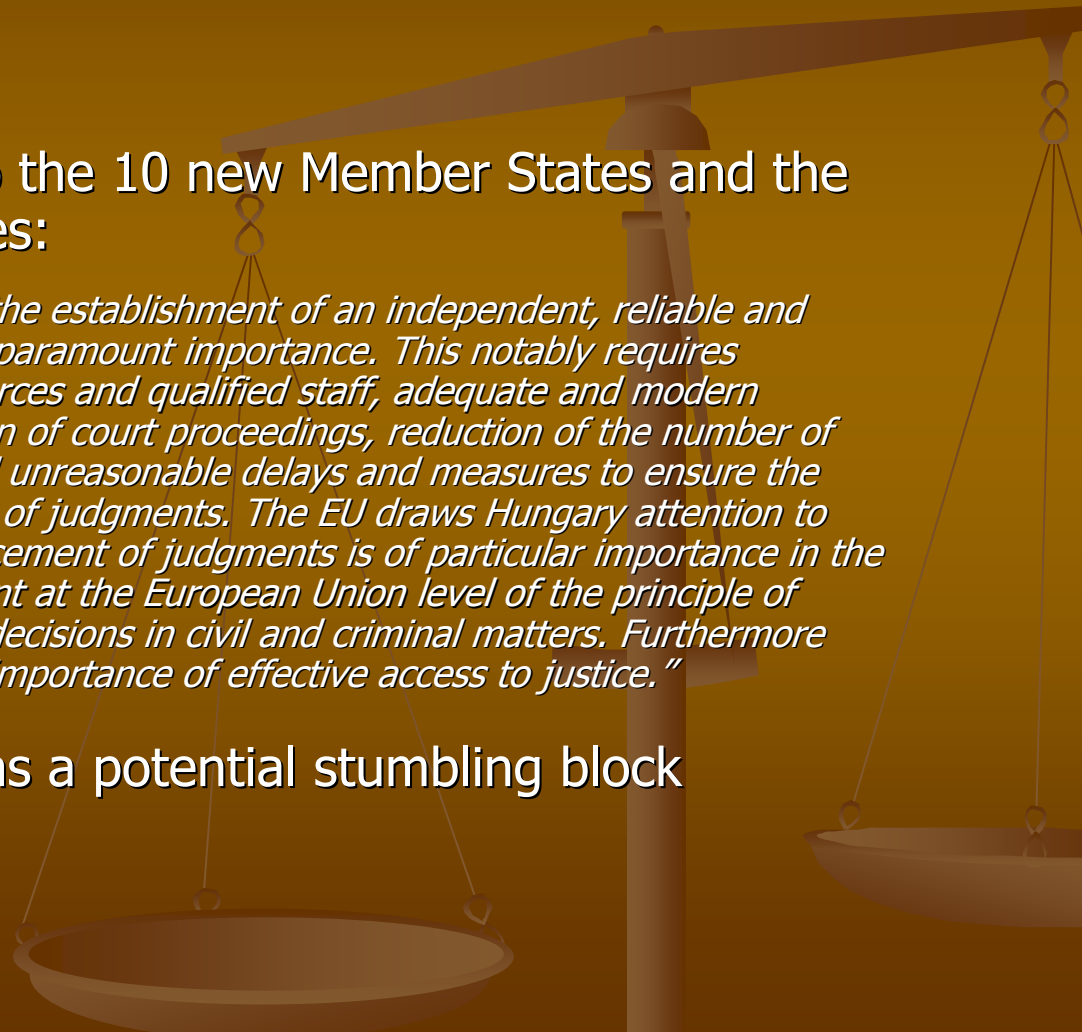 the 10 new Member States and the
es:
the establishment of an independent, reliable and
paramount importance. This notably requires
rces and qualified staff, adequate and modern
n of court proceedings, reduction of the number of
unreasonable delays and measures to ensure the
of judgments. The EU draws Hungary attention to
cement of judgments is of particular importance in the
nt at the European Union level of the principle of
decisions in civil and criminal matters. Furthermore
importance of effective access to justice.”
as a potential stumbling block